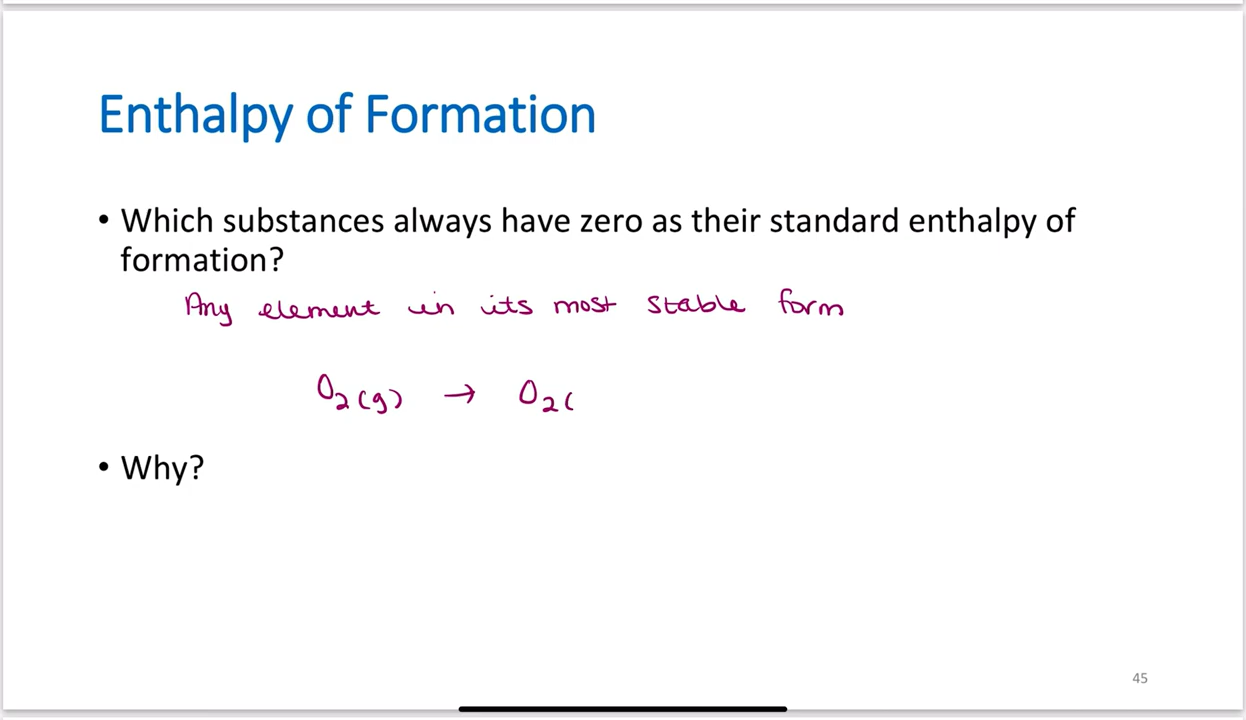 Enthalpy of Formation
• Which substances always have zero as their standard enthalpy of
formation?
Any element in its most stable form
O₂(g) → O₂(
• Why?
45